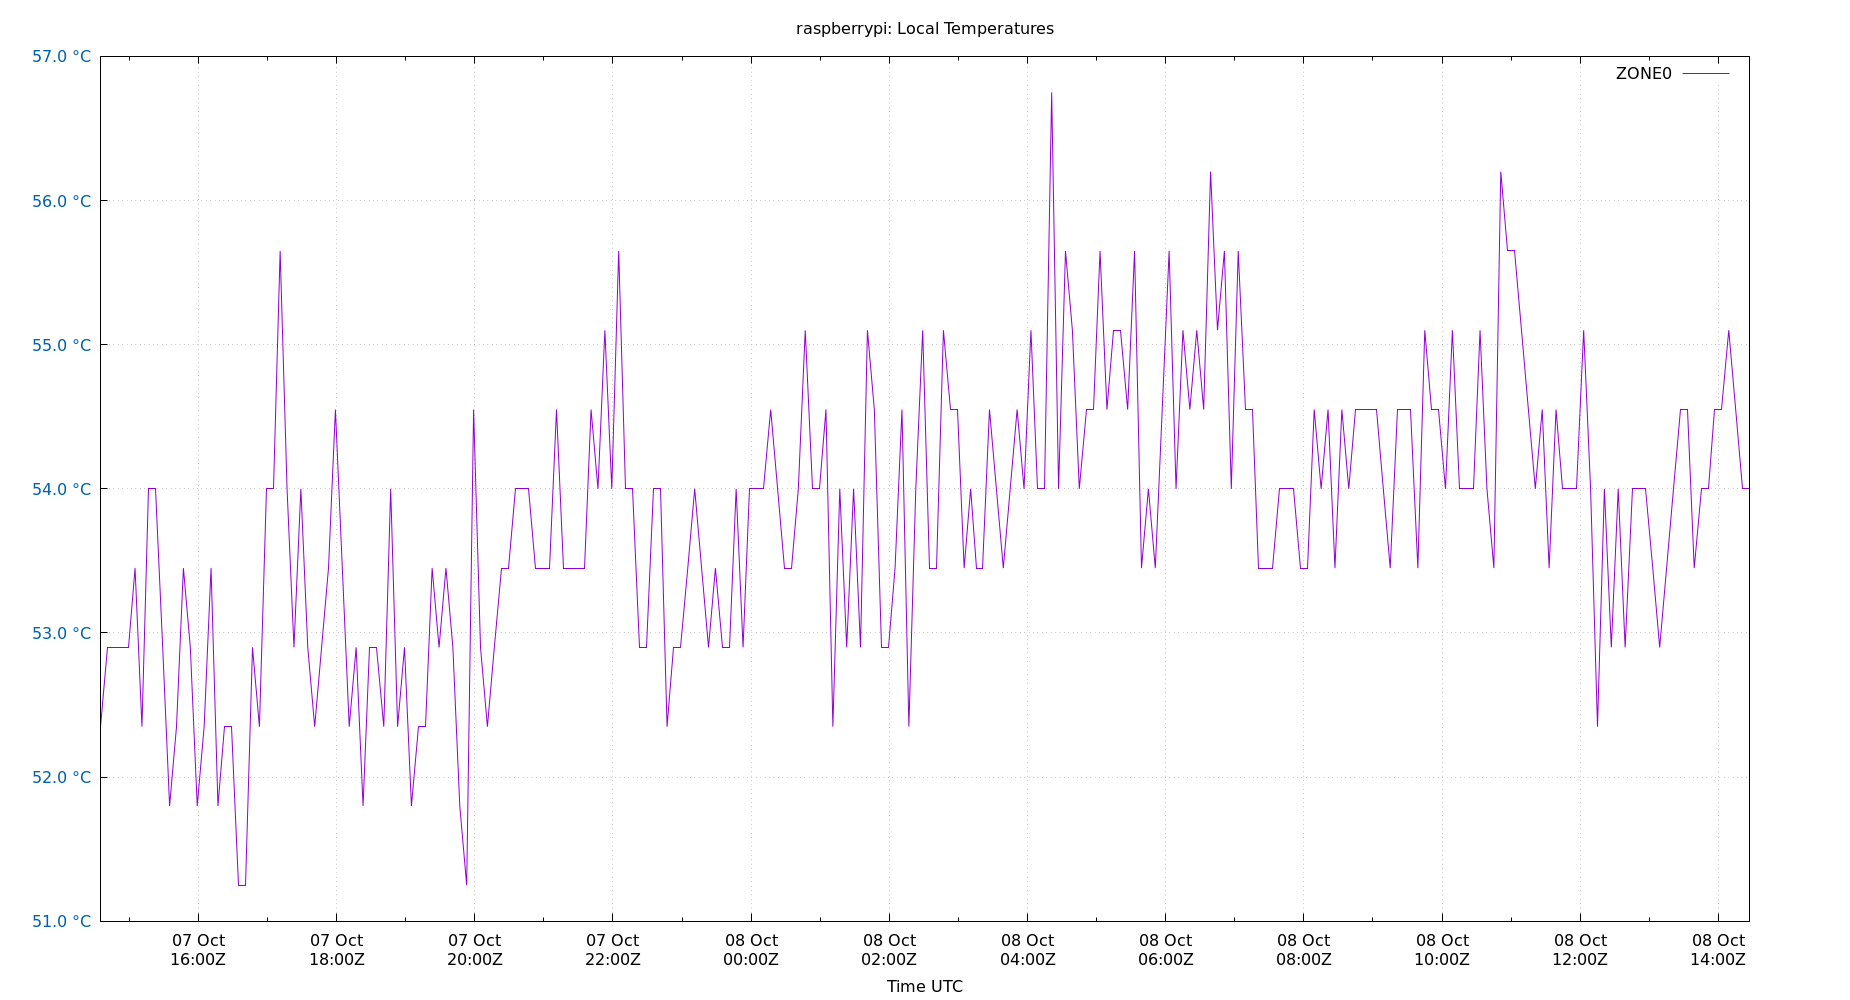 raspberrypi: Local Temperatures
57.0 °C
ZONE0
56.0 °C
55.0 °C
54.0 °C
53.0 °C
52.0 °C
51.0 °C
07 Oct 07 Oct 07 Oct 07 Oct 08 Oct 08 Oct 08 Oct 08 Oct 08 Oct 08 Oct 08 Oct 08 Oct
16:00Z 18:00Z 20:00Z 22:00Z 00:00Z 02:00Z 04:00Z 06:00Z 08:00Z 10:00Z 12:00Z 14:00Z
Time UTC